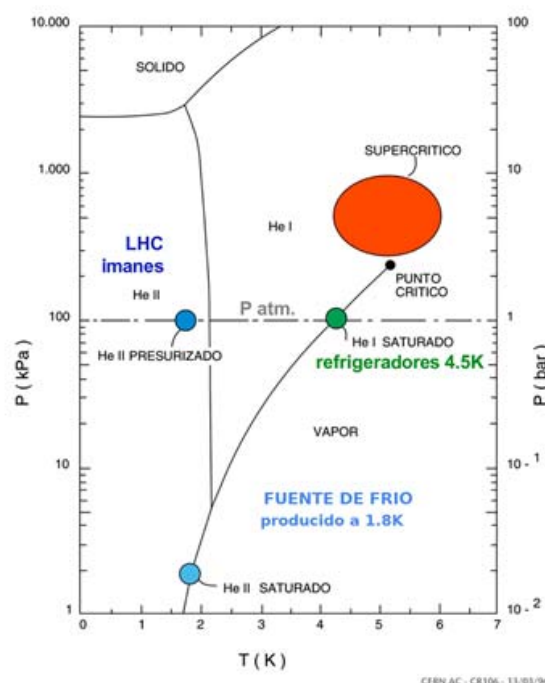 10.000
100
SOLIDO
SUPERCRITICO
1.000
10
He I
LHC
imanes
He II
PUNTO
CRITICO
P atm.
100
1
He II PRESURIZADO
He I SATURADO
refrigeradores 4.5K
P ( kPa)
P ( bar)
VAPOR
10
10 - 1
FUENTE DE FRIO
producido a 1.8K
He II SATURADO
1
10 - 2
0 1 2 3 4 5 6 7
T ( K )